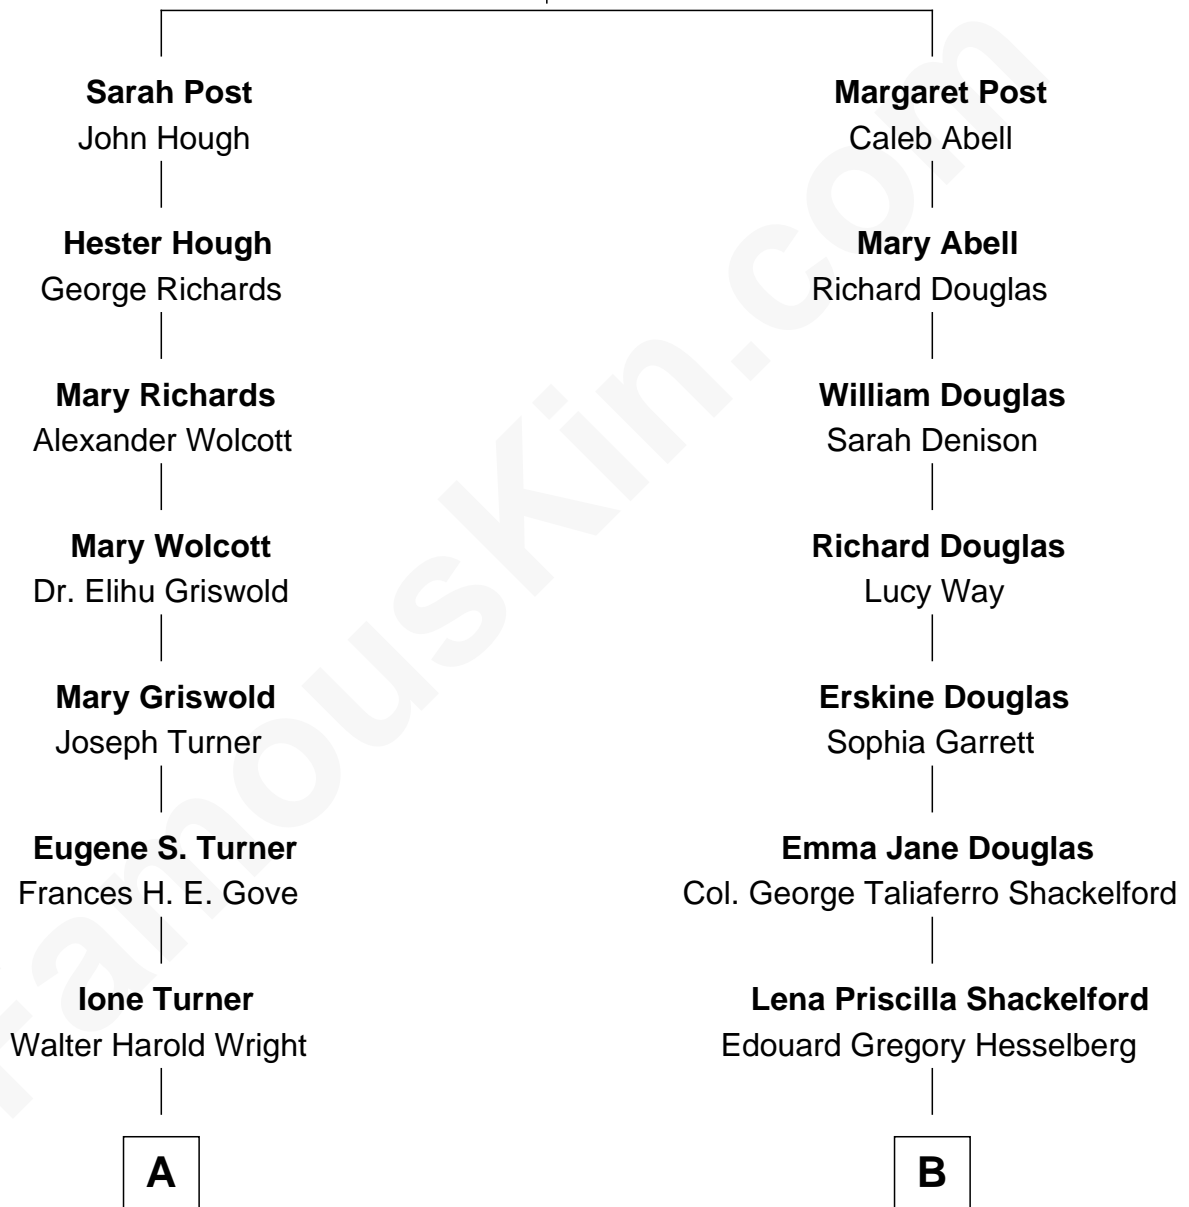 Sarah Post
John Hough
Hester Hough
George Richards
Mary Richards
Alexander Wolcott
Mary Wolcott
Dr. Elihu Griswold
Mary Griswold
Joseph Turner
Eugene S. Turner
Frances H. E. Gove
Ione Turner
Walter Harold Wright
A
Margaret Post
Caleb Abell
Mary Abell
Richard Douglas
William Douglas
Sarah Denison
Richard Douglas
Lucy Way
Erskine Douglas
Sophia Garrett
Emma Jane Douglas
Col. George Taliaferro Shackelford
Lena Priscilla Shackelford
Edouard Gregory Hesselberg
B
FamousKin.com